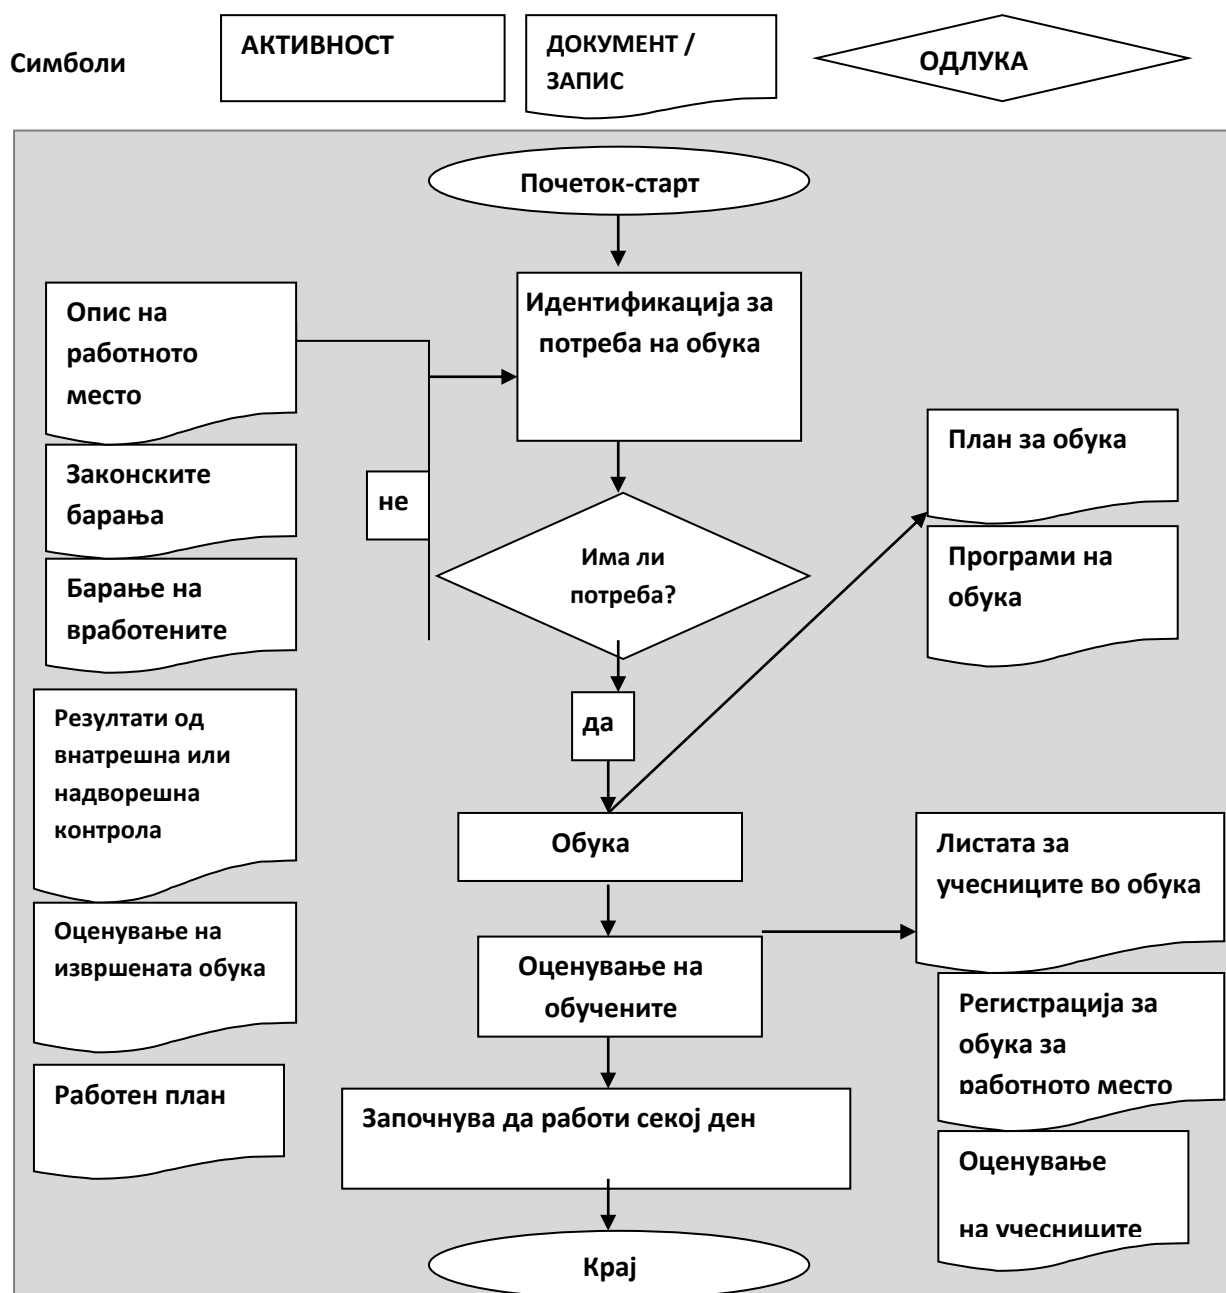 Симболи
АКТИВНОСТ
ДОКУМЕНТ /
ЗАПИС
ОДЛУКА
Почеток-старт
Идентификација за
потреба на обука
Опис на
работното
место
Законските
барања
Барање на
вработените
Резултати од
внатрешна или
надворешна
контрола
Оценување на
извршената обука
Работен план
не
Има ли
потреба?
да
План за обука
Програми на
обука
Обука
Оценување на
обучените
Листата за
учесниците во обука
Регистрација за
обука за
работното место
Оценување
на учесниците
Започнува да работи секој ден
Крај